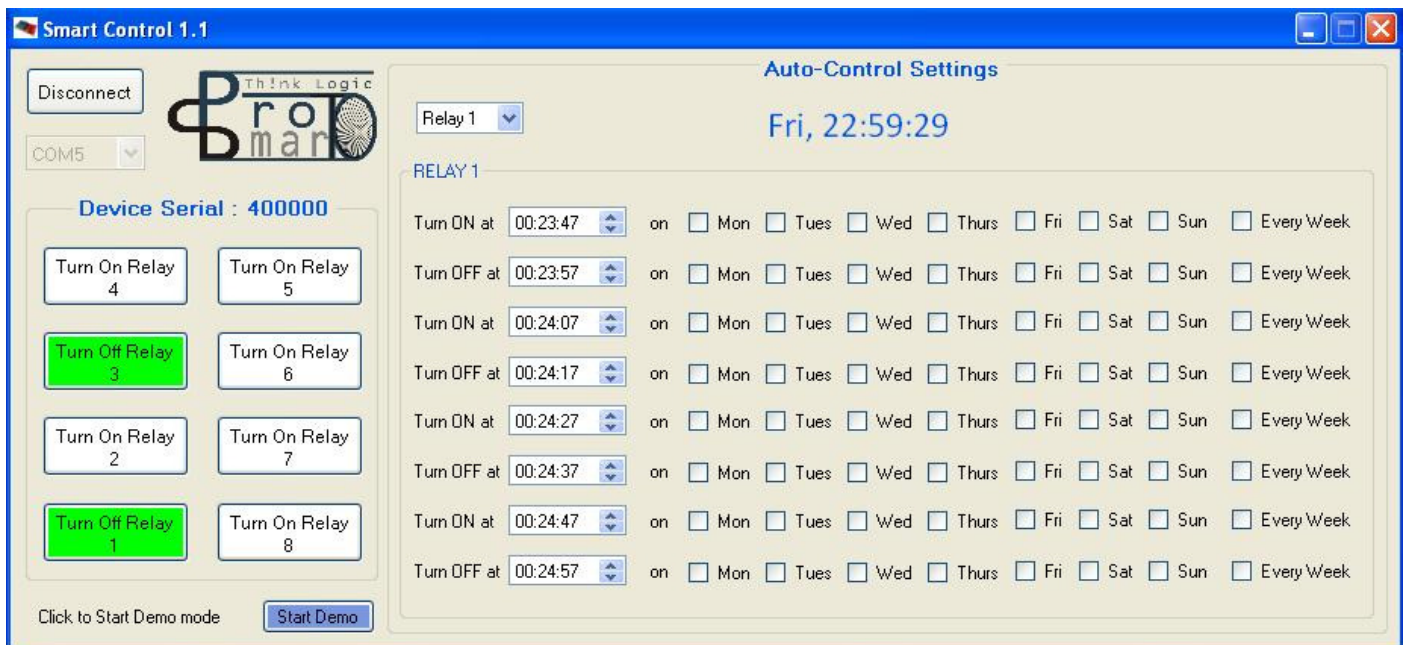 Smart Control 1.1
Disconnect
Th!nk Logic
Pro
Smart
COM5
Device Serial : 400000
Turn On Relay
4
Turn On Relay
5
Turn Off Relay
3
Turn On Relay
6
Turn On Relay
2
Turn On Relay
7
Turn Off Relay
1
Turn On Relay
8
Click to Start Demo mode
Start Demo
Auto-Control Settings
Relay 1
Fri, 22:59:29
RELAY 1
Turn ON at 00:23:47 on Mon Tues Wed Thurs Fri Sat Sun Every Week
Turn OFF at 00:23:57 on Mon Tues Wed Thurs Fri Sat Sun Every Week
Turn ON at 00:24:07 on Mon Tues Wed Thurs Fri Sat Sun Every Week
Turn OFF at 00:24:17 on Mon Tues Wed Thurs Fri Sat Sun Every Week
Turn ON at 00:24:27 on Mon Tues Wed Thurs Fri Sat Sun Every Week
Turn OFF at 00:24:37 on Mon Tues Wed Thurs Fri Sat Sun Every Week
Turn ON at 00:24:47 on Mon Tues Wed Thurs Fri Sat Sun Every Week
Turn OFF at 00:24:57 on Mon Tues Wed Thurs Fri Sat Sun Every Week